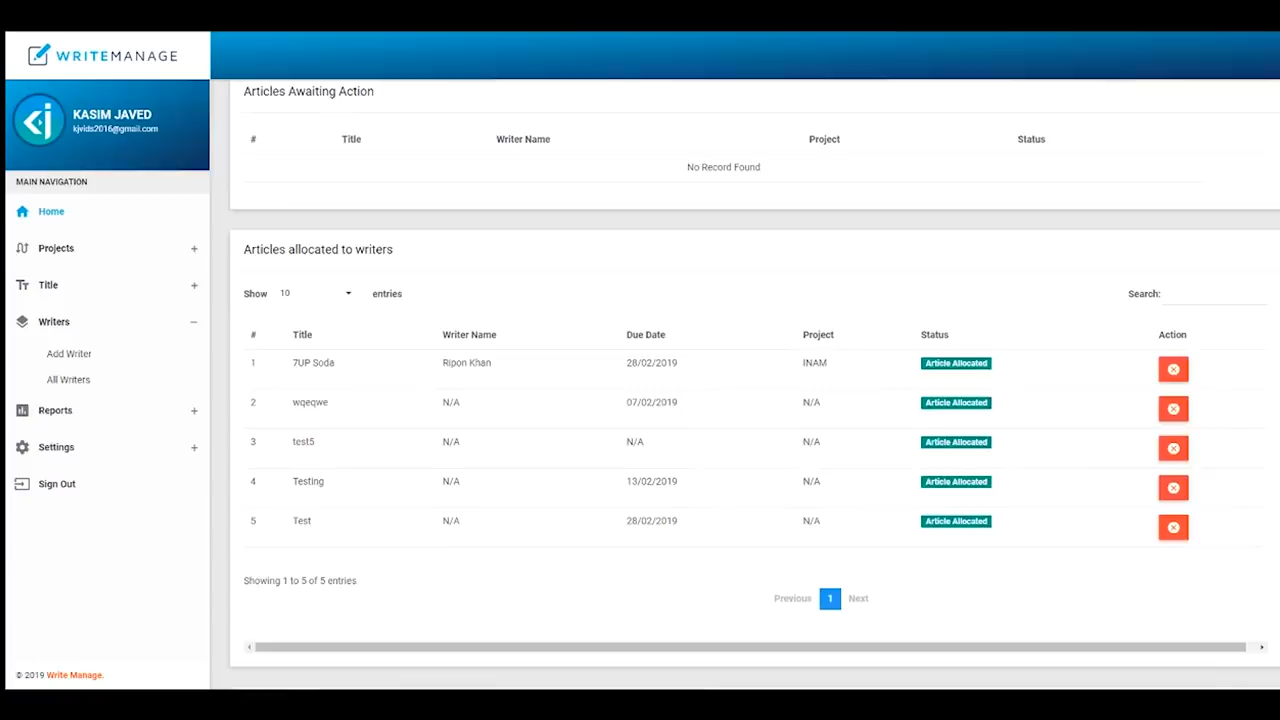 WRITEMANAGE
KASIM JAVED
kjvids2016@gmail.com
MAIN NAVIGATION
Home
Projects +
Title +
Writers −
Add Writer
All Writers
Reports +
Settings +
Sign Out
© 2019 Write Manage.
Articles Awaiting Action
# Title Writer Name Project Status
No Record Found
Articles allocated to writers
Show 10 entries Search:
# Title Writer Name Due Date Project Status Action
1 7UP Soda Ripon Khan 28/02/2019 INAM Article Allocated
2 wqeqwe N/A 07/02/2019 N/A Article Allocated
3 test5 N/A N/A N/A Article Allocated
4 Testing N/A 13/02/2019 N/A Article Allocated
5 Test N/A 28/02/2019 N/A Article Allocated
Showing 1 to 5 of 5 entries
Previous 1 Next